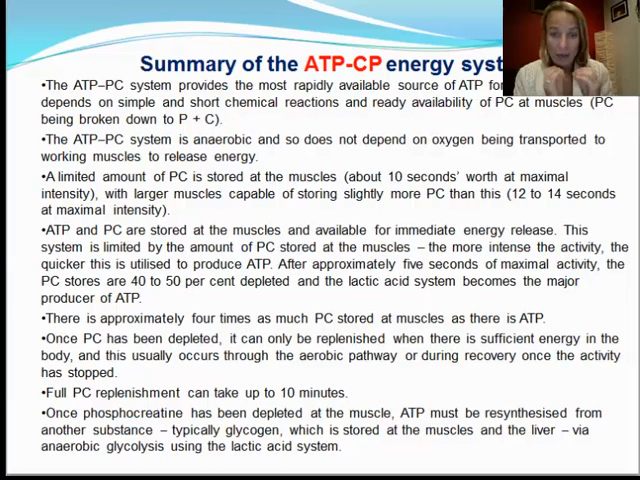 Summary of the ATP-CP energy syst
•The ATP–PC system provides the most rapidly available source of ATP for
depends on simple and short chemical reactions and ready availability of PC at muscles (PC
being broken down to P + C).
•The ATP–PC system is anaerobic and so does not depend on oxygen being transported to
working muscles to release energy.
•A limited amount of PC is stored at the muscles (about 10 seconds' worth at maximal
intensity), with larger muscles capable of storing slightly more PC than this (12 to 14 seconds
at maximal intensity).
•ATP and PC are stored at the muscles and available for immediate energy release. This
system is limited by the amount of PC stored at the muscles – the more intense the activity, the
quicker this is utilised to produce ATP. After approximately five seconds of maximal activity, the
PC stores are 40 to 50 per cent depleted and the lactic acid system becomes the major
producer of ATP.
•There is approximately four times as much PC stored at muscles as there is ATP.
•Once PC has been depleted, it can only be replenished when there is sufficient energy in the
body, and this usually occurs through the aerobic pathway or during recovery once the activity
has stopped.
•Full PC replenishment can take up to 10 minutes.
•Once phosphocreatine has been depleted at the muscle, ATP must be resynthesised from
another substance – typically glycogen, which is stored at the muscles and the liver – via
anaerobic glycolysis using the lactic acid system.